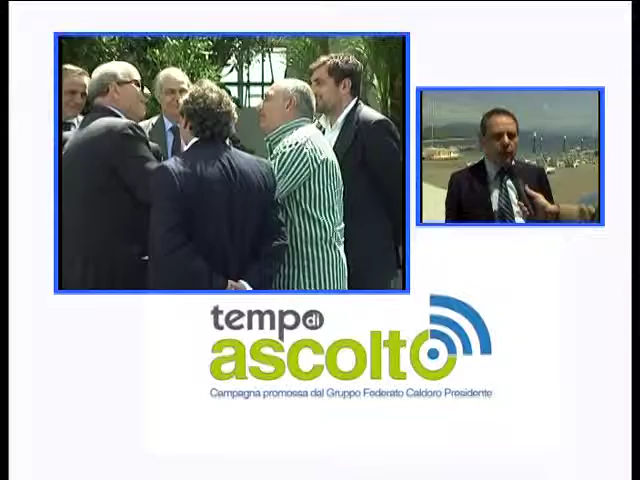 tempo di
ascolto
Campagna promossa dal Gruppo Federato Caldoro Presidente